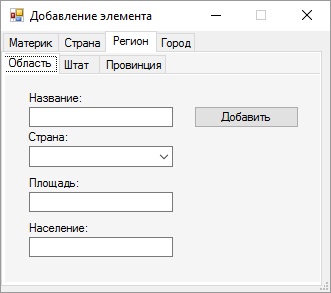 Добавление элемента
Материк Страна Регион Город
Область Штат Провинция
Название:
Добавить
Страна:
Площадь:
Население: